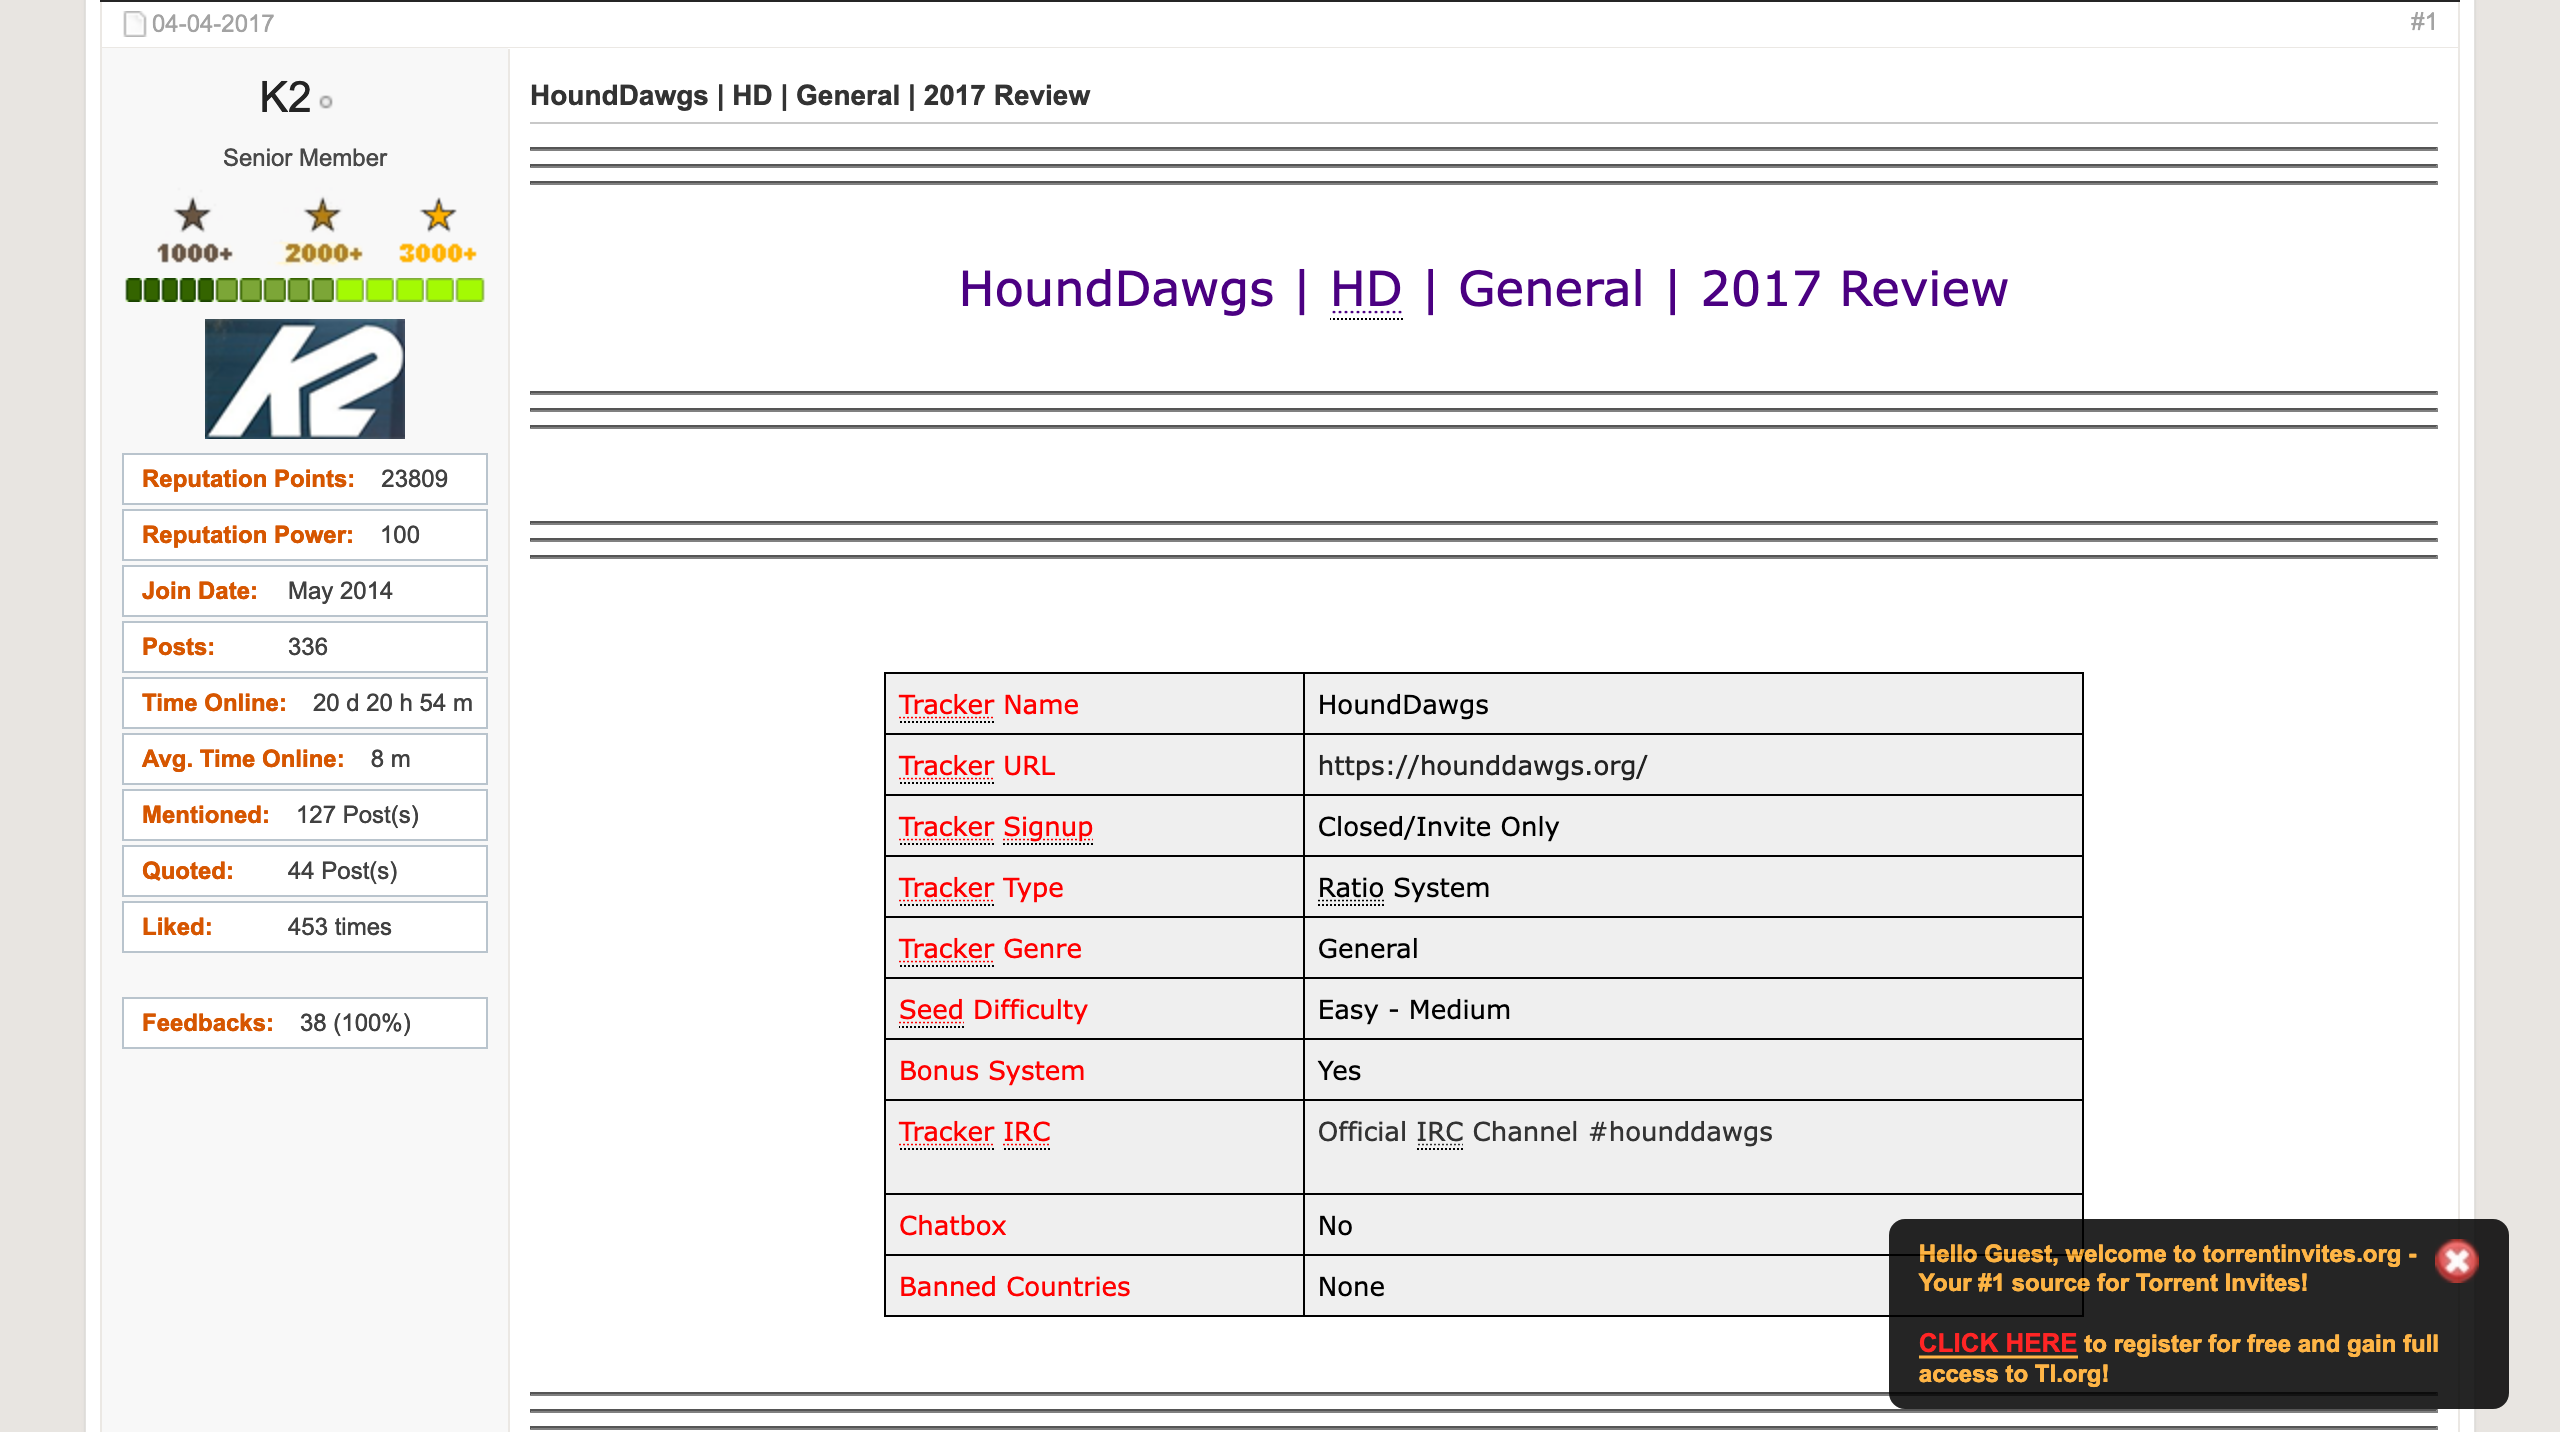 04-04-2017
#1
K2
Senior Member
1000+ 2000+ 3000+
K2
Reputation Points: 23809
Reputation Power: 100
Join Date: May 2014
Posts: 336
Time Online: 20 d 20 h 54 m
Avg. Time Online: 8 m
Mentioned: 127 Post(s)
Quoted: 44 Post(s)
Liked: 453 times
Feedbacks: 38 (100%)
HoundDawgs | HD | General | 2017 Review
HoundDawgs | HD | General | 2017 Review
Tracker Name HoundDawgs
Tracker URL https://hounddawgs.org/
Tracker Signup Closed/Invite Only
Tracker Type Ratio System
Tracker Genre General
Seed Difficulty Easy - Medium
Bonus System Yes
Tracker IRC Official IRC Channel #hounddawgs
Chatbox No
Banned Countries None
Hello Guest, welcome to torrentinvites.org -
Your #1 source for Torrent Invites!
CLICK HERE to register for free and gain full
access to TI.org!